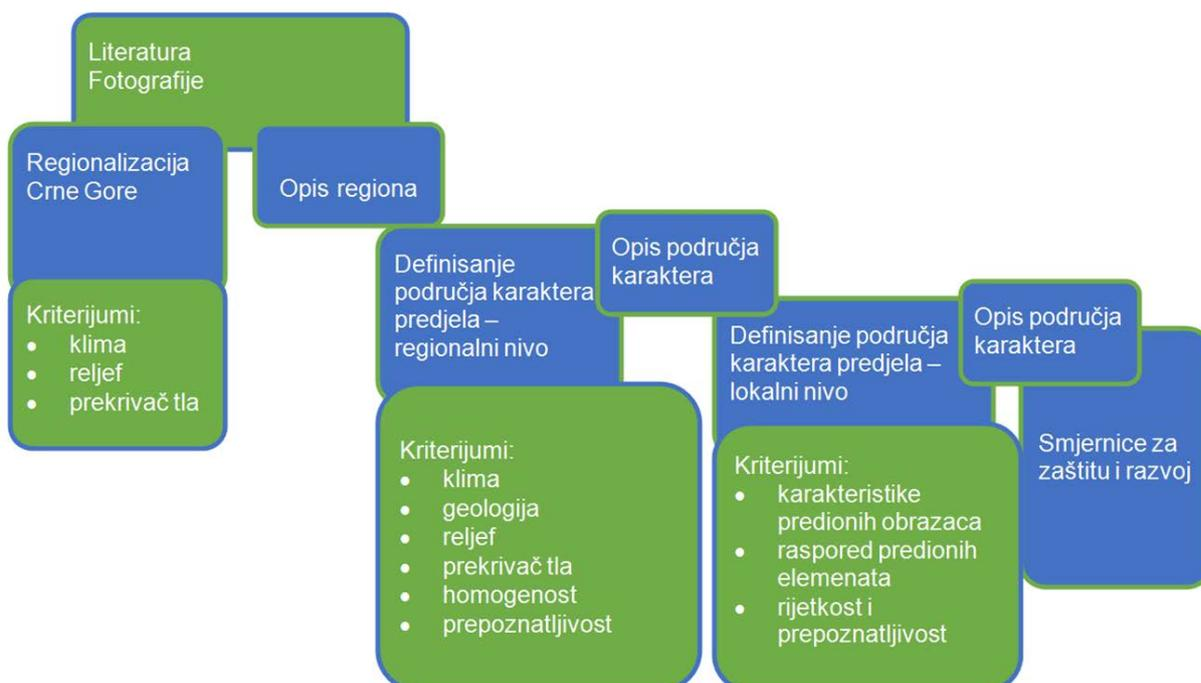 Literatura
Fotografije
Regionalizacija
Crne Gore
Opis regiona
Kriterijumi:
• klima
• reljef
• prekrivač tla
Definisanje
područja karaktera
predjela –
regionalni nivo
Opis područja
karaktera
Kriterijumi:
• klima
• geologija
• reljef
• prekrivač tla
• homogenost
• prepoznatljivost
Definisanje područja
karaktera predjela –
lokalni nivo
Opis područja
karaktera
Kriterijumi:
• karakteristike
predionih obrazaca
• raspored predionih
elemenata
• rijetkost i
prepoznatljivost
Smjernice za
zaštitu i razvoj